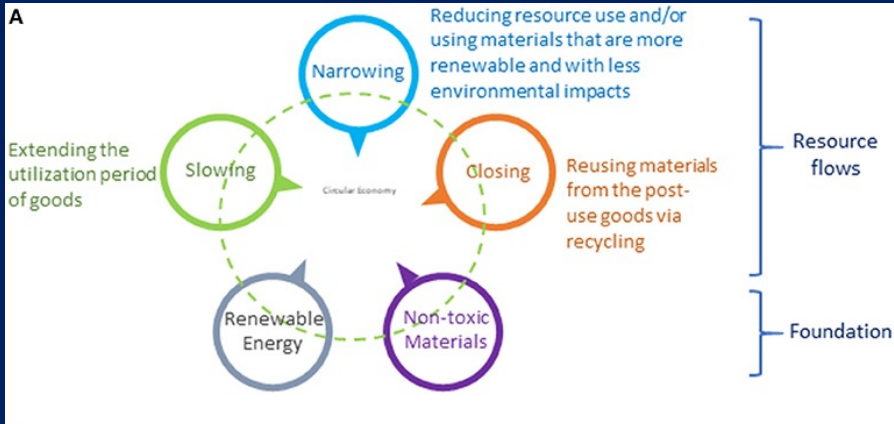 A
Narrowing
Reducing resource use and/or
using materials that are more
renewable and with less
environmental impacts
Extending the
utilization period
of goods
Slowing
Circular Economy
Closing
Reusing materials
from the post-
use goods via
recycling
Resource
flows
Renewable
Energy
Non-toxic
Materials
Foundation